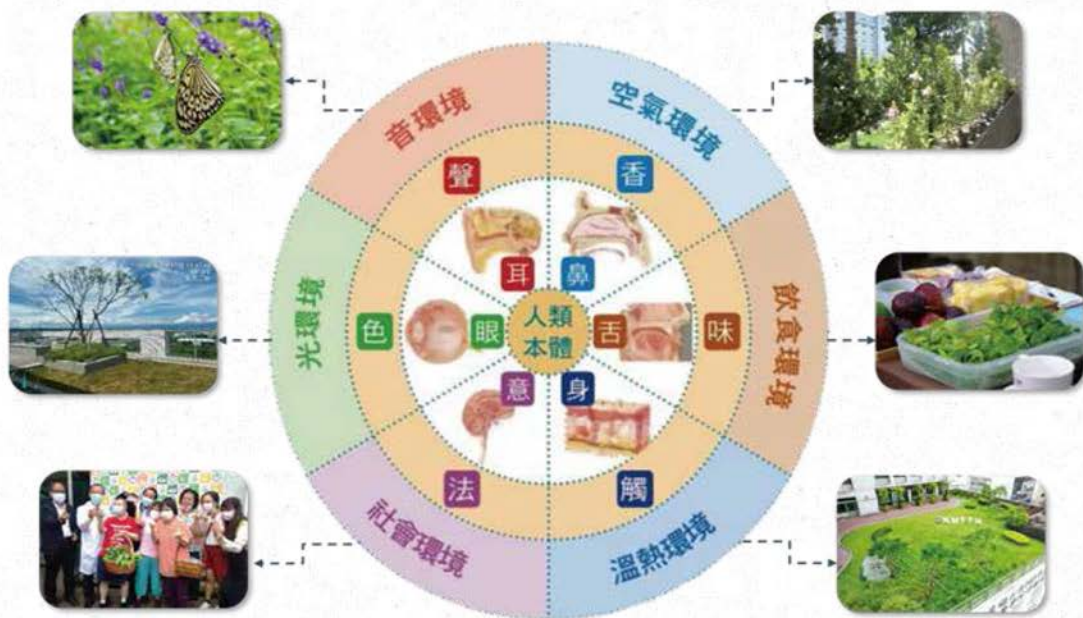 音環境
空氣環境
聲
香
耳
鼻
光環境
色
眼
人類
本體
舌
味
飲食環境
意
身
法
觸
社會環境
溫熱環境